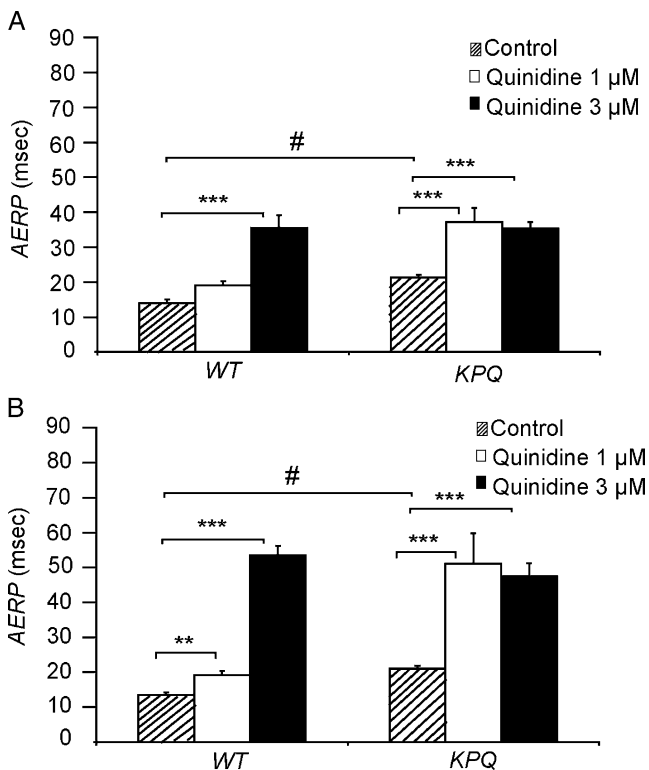 A
90
80
70
60
50
40
30
20
10
0
AERP (msec)
Control
Quinidine 1 µM
Quinidine 3 µM
#
***
***
***
WT
KPQ
B
90
80
70
60
50
40
30
20
10
0
AERP (msec)
Control
Quinidine 1 µM
Quinidine 3 µM
#
***
***
***
**
WT
KPQ